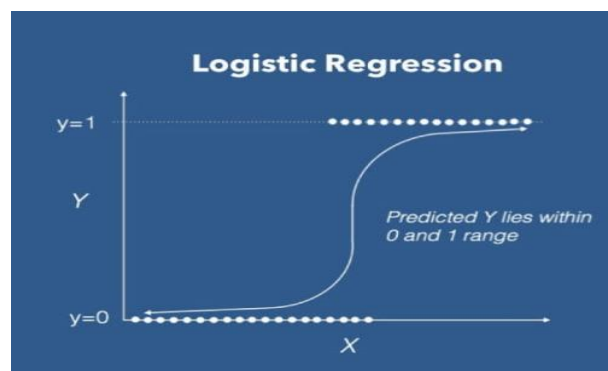 Logistic Regression
y=1
Y
Predicted Y lies within
0 and 1 range
y=0
X